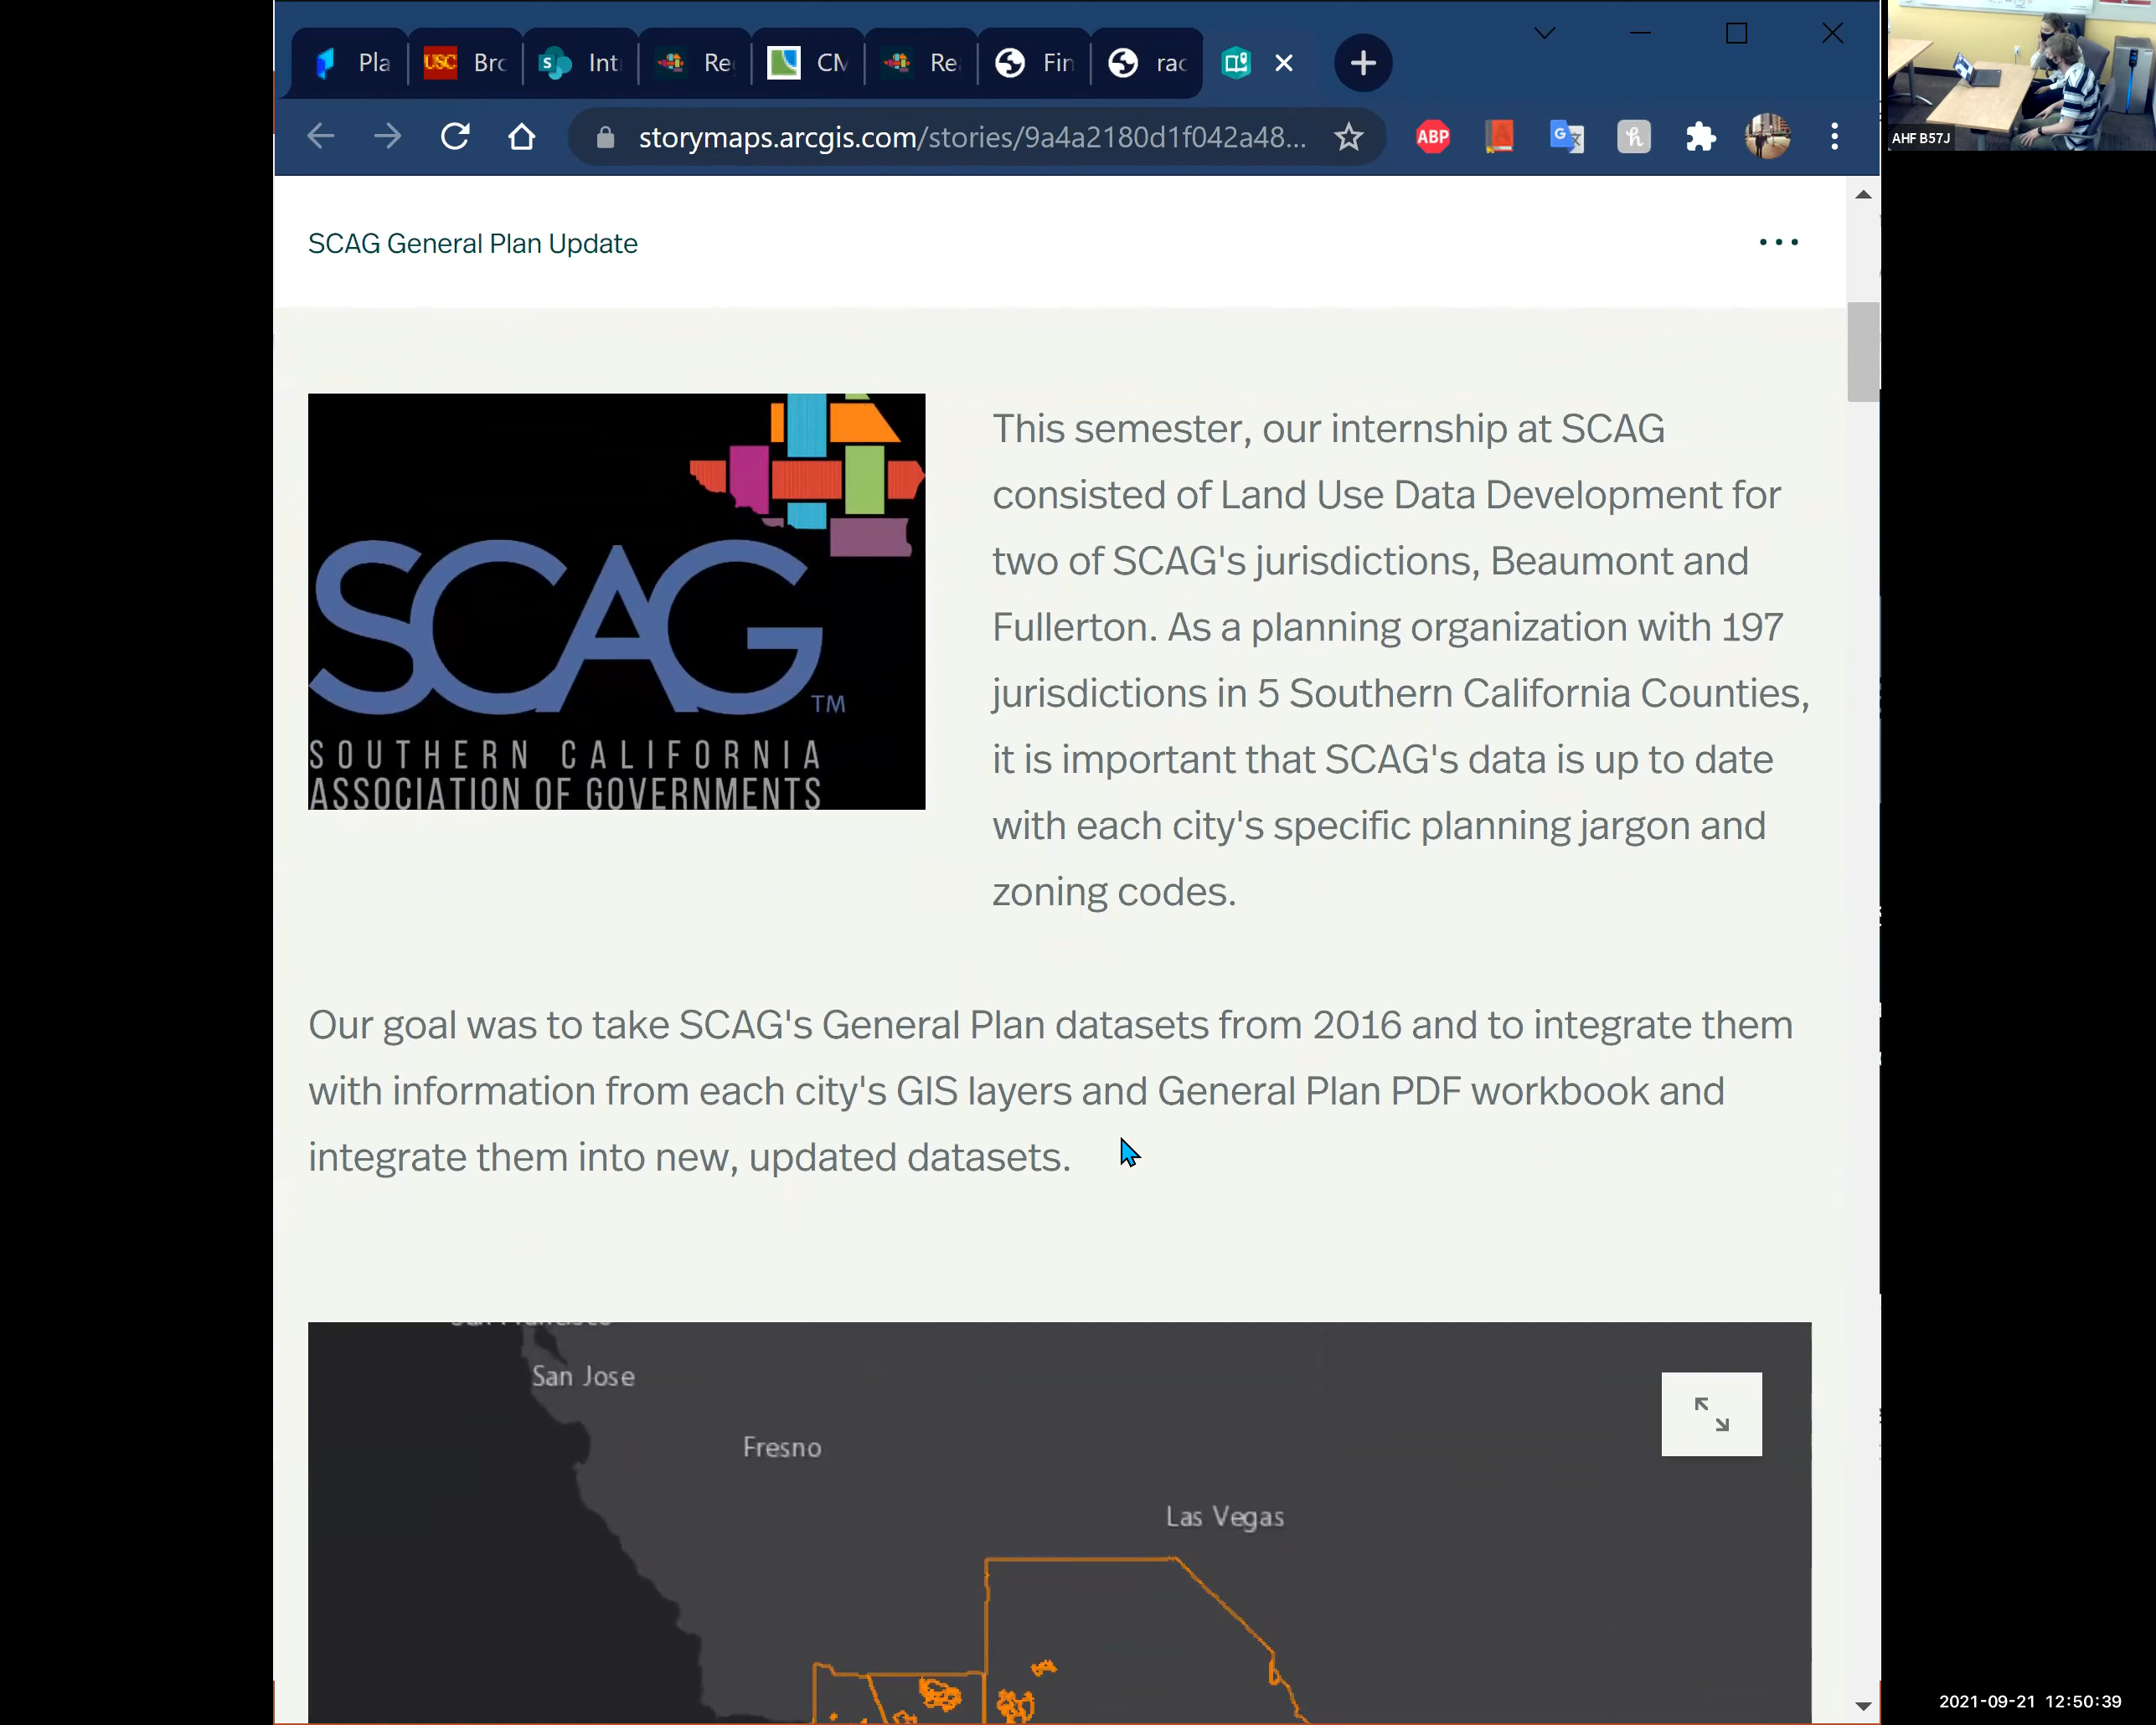 Pla
USC Brc
S Int
Re
CM
Re
Fin
rac
AHF B57J
storymaps.arcgis.com/stories/9a4a2180d1f042a48...
ABP
SCAG General Plan Update
This semester, our internship at SCAG
consisted of Land Use Data Development for
two of SCAG's jurisdictions, Beaumont and
Fullerton. As a planning organization with 197
jurisdictions in 5 Southern California Counties,
it is important that SCAG's data is up to date
with each city's specific planning jargon and
zoning codes.
SCAG TM
SOUTHERN CALIFORNIA
ASSOCIATION OF GOVERNMENTS
Our goal was to take SCAG's General Plan datasets from 2016 and to integrate them
with information from each city's GIS layers and General Plan PDF workbook and
integrate them into new, updated datasets.
San Jose
Fresno
Las Vegas
2021-09-21 12:50:39